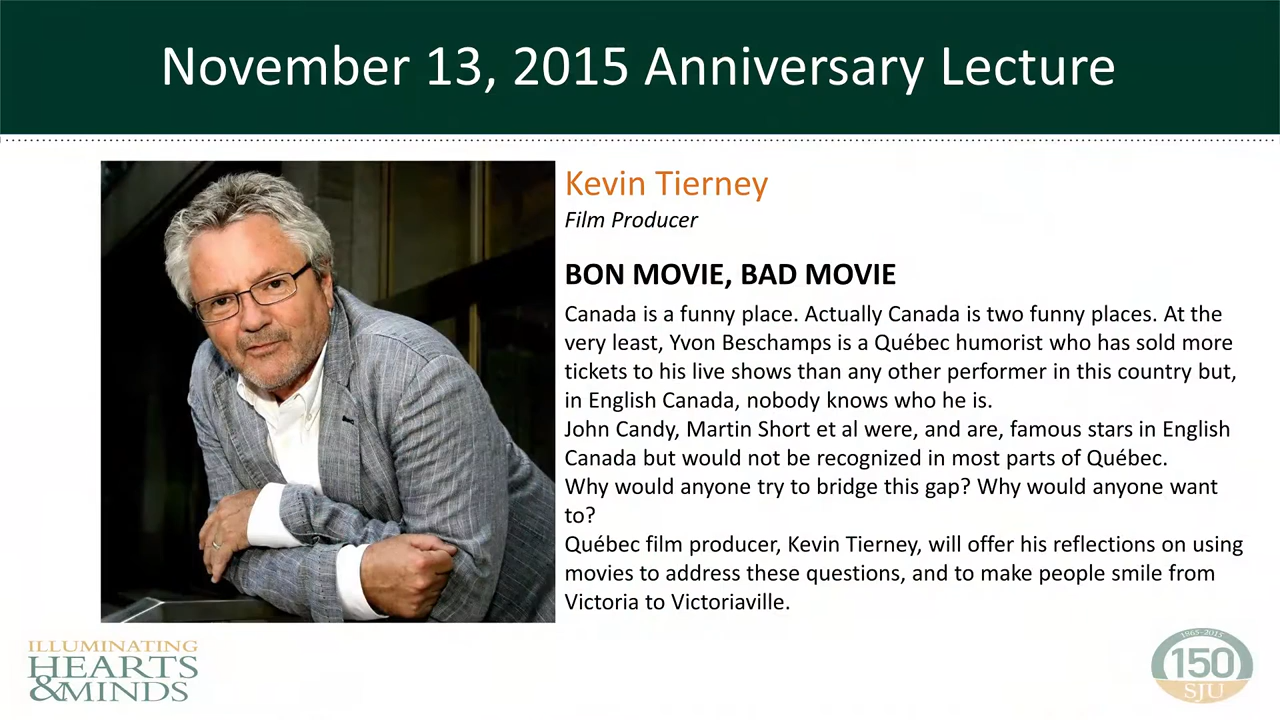 November 13, 2015 Anniversary Lecture
Kevin Tierney
Film Producer
BON MOVIE, BAD MOVIE
Canada is a funny place. Actually Canada is two funny places. At the
very least, Yvon Beschamps is a Québec humorist who has sold more
tickets to his live shows than any other performer in this country but,
in English Canada, nobody knows who he is.
John Candy, Martin Short et al were, and are, famous stars in English
Canada but would not be recognized in most parts of Québec.
Why would anyone try to bridge this gap? Why would anyone want
to?
Québec film producer, Kevin Tierney, will offer his reflections on using
movies to address these questions, and to make people smile from
Victoria to Victoriaville.
ILLUMINATING
HEARTS
&MINDS
150
SJU